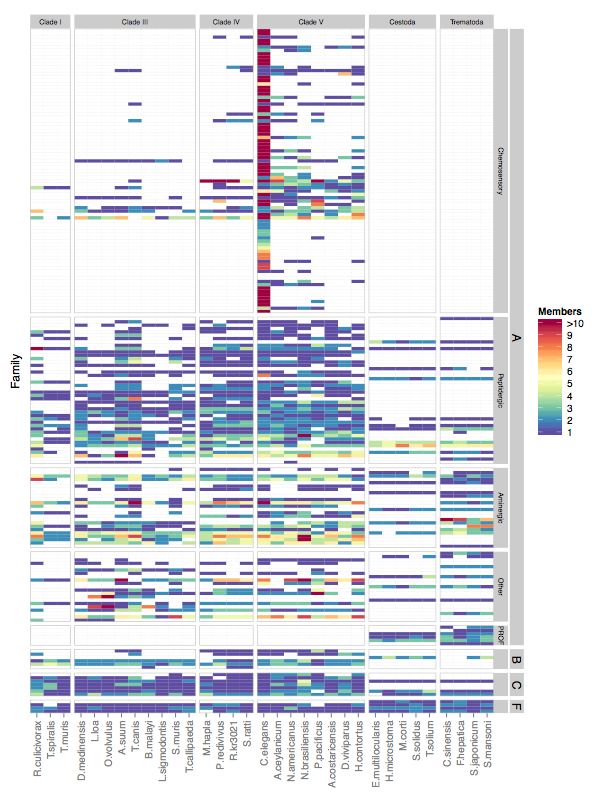 Clade I
Clade III
Clade IV
Clade V
Cestoda
Trematoda
Chemosensory
Peptidergic
Aminergic
Other
PROF
A
B
C
F
Family
Members
>10
9
8
7
6
5
4
3
2
1
R.culicivorax
T.spiralis
T.muris
D.medinensis
L.loa
O.volvulus
A.suum
T.canis
B.malayi
L.sigmodontis
S.muris
T.callipaeda
M.hapla
P.redivivus
R.kr3021
S.ratti
C.elegans
A.ceylanicum
N.americanus
N.brasiliensis
P.pacificus
A.costaricensis
D.viviparus
H.contortus
E.multilocularis
H.microstoma
M.corti
S.solidus
T.solium
C.sinensis
F.hepatica
S.japonicum
S.mansoni